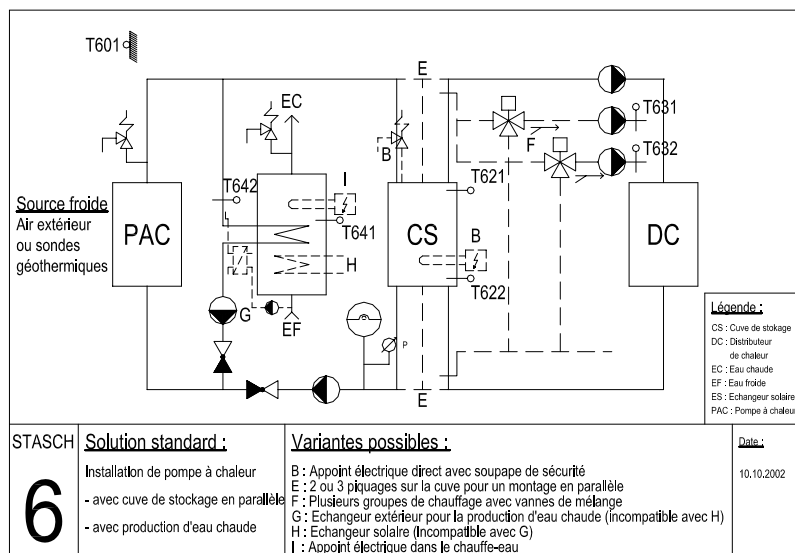 T601
E
EC
T631
F
T632
B
I
T642
T621
Source froide
Air extérieur
ou sondes
géothermiques
PAC
T641
CS
B
DC
H
T622
G
EF
P
E
Légende :
CS : Cuve de stokage
DC : Distributeur
de chaleur
EC : Eau chaude
EF : Eau froide
ES : Echangeur solaire
PAC : Pompe à chaleur
STASCH
6
Solution standard :
Installation de pompe à chaleur
- avec cuve de stockage en parallèle
- avec production d'eau chaude
Variantes possibles :
B : Appoint électrique direct avec soupape de sécurité
E : 2 ou 3 piquages sur la cuve pour un montage en parallèle
F : Plusieurs groupes de chauffage avec vannes de mélange
G : Echangeur extérieur pour la production d'eau chaude (incompatible avec H)
H : Echangeur solaire (Incompatible avec G)
I : Appoint électrique dans le chauffe-eau
Date :
10.10.2002